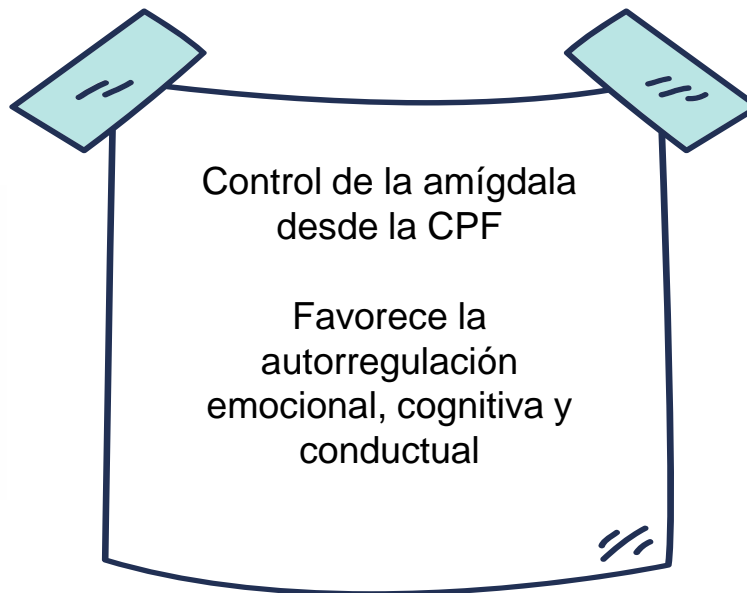 Control de la amígdala
desde la CPF
Favorece la
autorregulación
emocional, cognitiva y
conductual